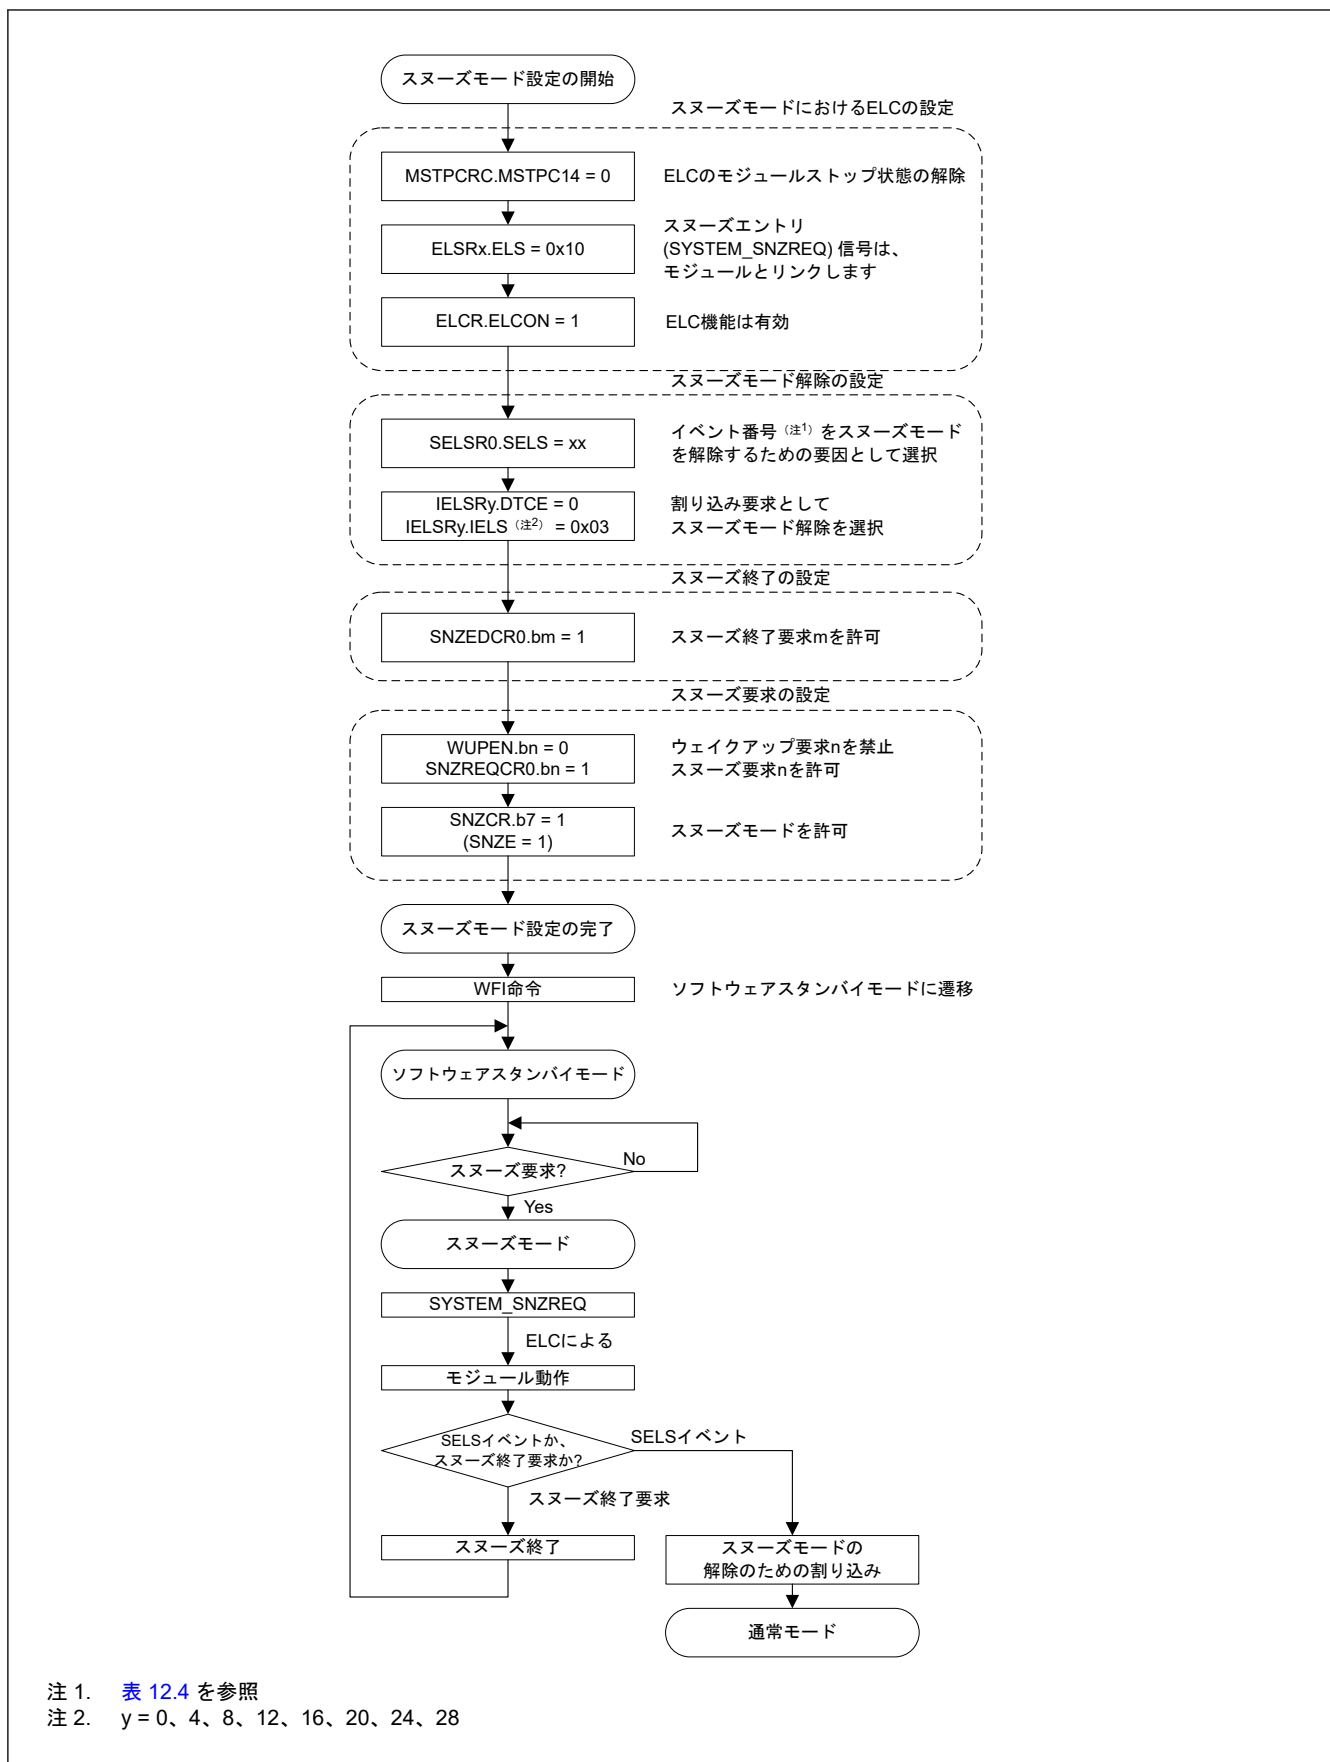 スヌーズモード設定の開始
スヌーズモードにおけるELCの設定
MSTPCRC.MSTPC14 = 0
ELCのモジュールストップ状態の解除
ELSRx.ELS = 0x10
スヌーズエントリ
(SYSTEM_SNZREQ) 信号は、
モジュールとリンクします
ELCR.ELCON = 1
ELC機能は有効
スヌーズモード解除の設定
SELSR0.SELS = xx
イベント番号（注1）をスヌーズモード
を解除するための要因として選択
IELSRy.DTCE = 0
IELSRy.IELS（注2） = 0x03
割り込み要求として
スヌーズモード解除を選択
スヌーズ終了の設定
SNZEDCR0.bm = 1
スヌーズ終了要求mを許可
スヌーズ要求の設定
WUPEN.bn = 0
SNZREQCR0.bn = 1
ウェイクアップ要求nを禁止
スヌーズ要求nを許可
SNZCR.b7 = 1
(SNZE = 1)
スヌーズモードを許可
スヌーズモード設定の完了
WFI命令
ソフトウェアスタンバイモードに遷移
ソフトウェアスタンバイモード
スヌーズ要求?
No
Yes
スヌーズモード
SYSTEM_SNZREQ
ELCによる
モジュール動作
SELSイベントか、
スヌーズ終了要求か?
SELSイベント
スヌーズ終了要求
スヌーズ終了
スヌーズモードの
解除のための割り込み
通常モード
注 1. 表 12.4 を参照
注 2. y = 0、4、8、12、16、20、24、28